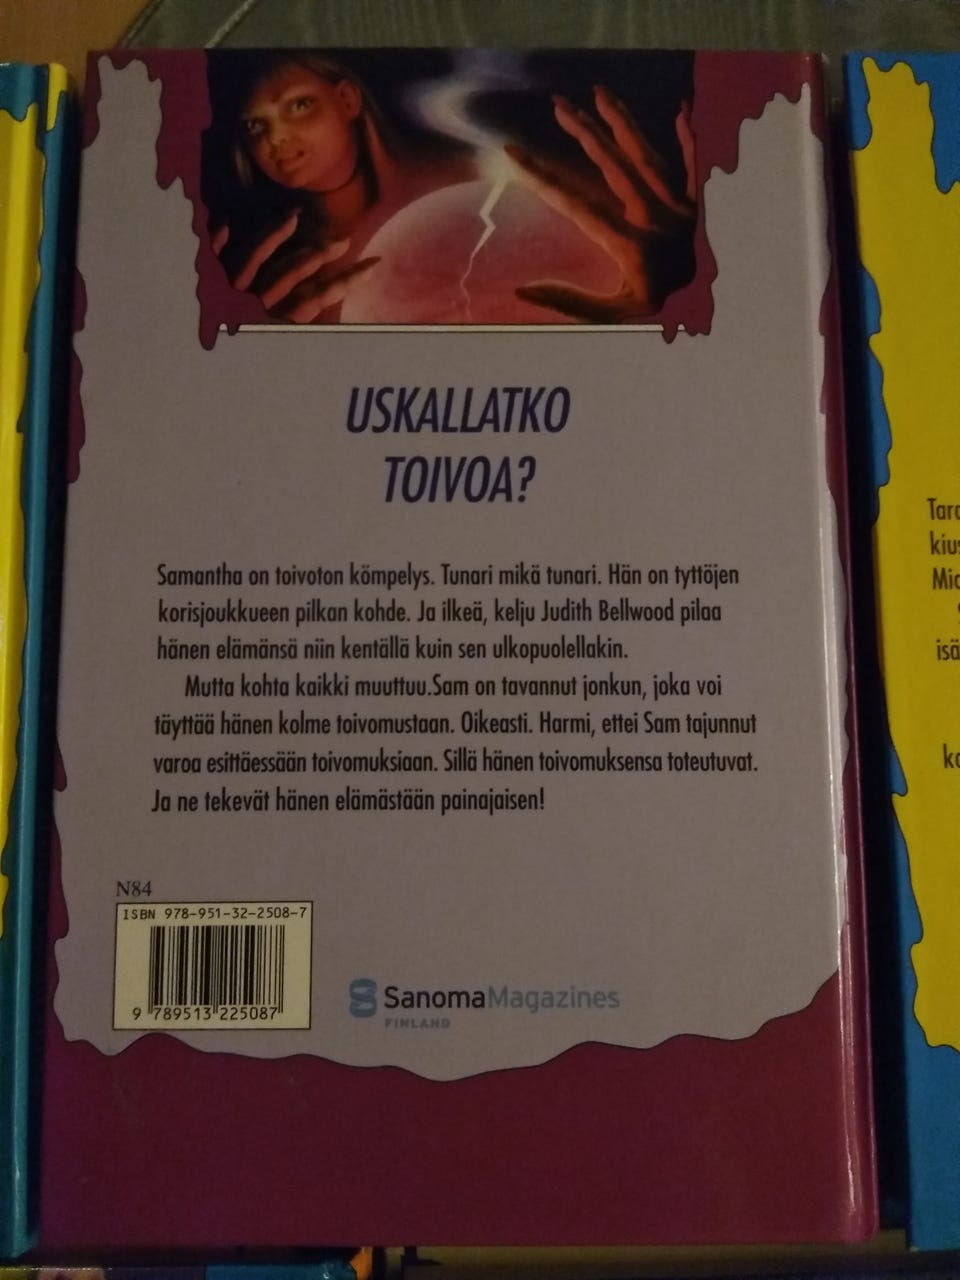 USKALLATKO
TOIVOA?
Samantha on toivoton kömpelys. Tunari mikä tunari. Hän on tyttöjen
korisjoukkueen pilkan kohde. Ja ilkeä, kelju Judith Bellwood pilaa
hänen elämänsä niin kentällä kuin sen ulkopuolellakin.
Mutta kohta kaikki muuttuu.Sam on tavannut jonkun, joka voi
täyttää hänen kolme toivomustaan. Oikeasti. Harmi, ettei Sam tajunnut
varoa esittäessään toivomuksiaan. Sillä hänen toivomuksensa toteutuvat.
Ja ne tekevät hänen elämästään painajaisen!
N84
ISBN 978-951-32-2508-7
9 789513 225087
SanomaMagazines
FINLAND
isä